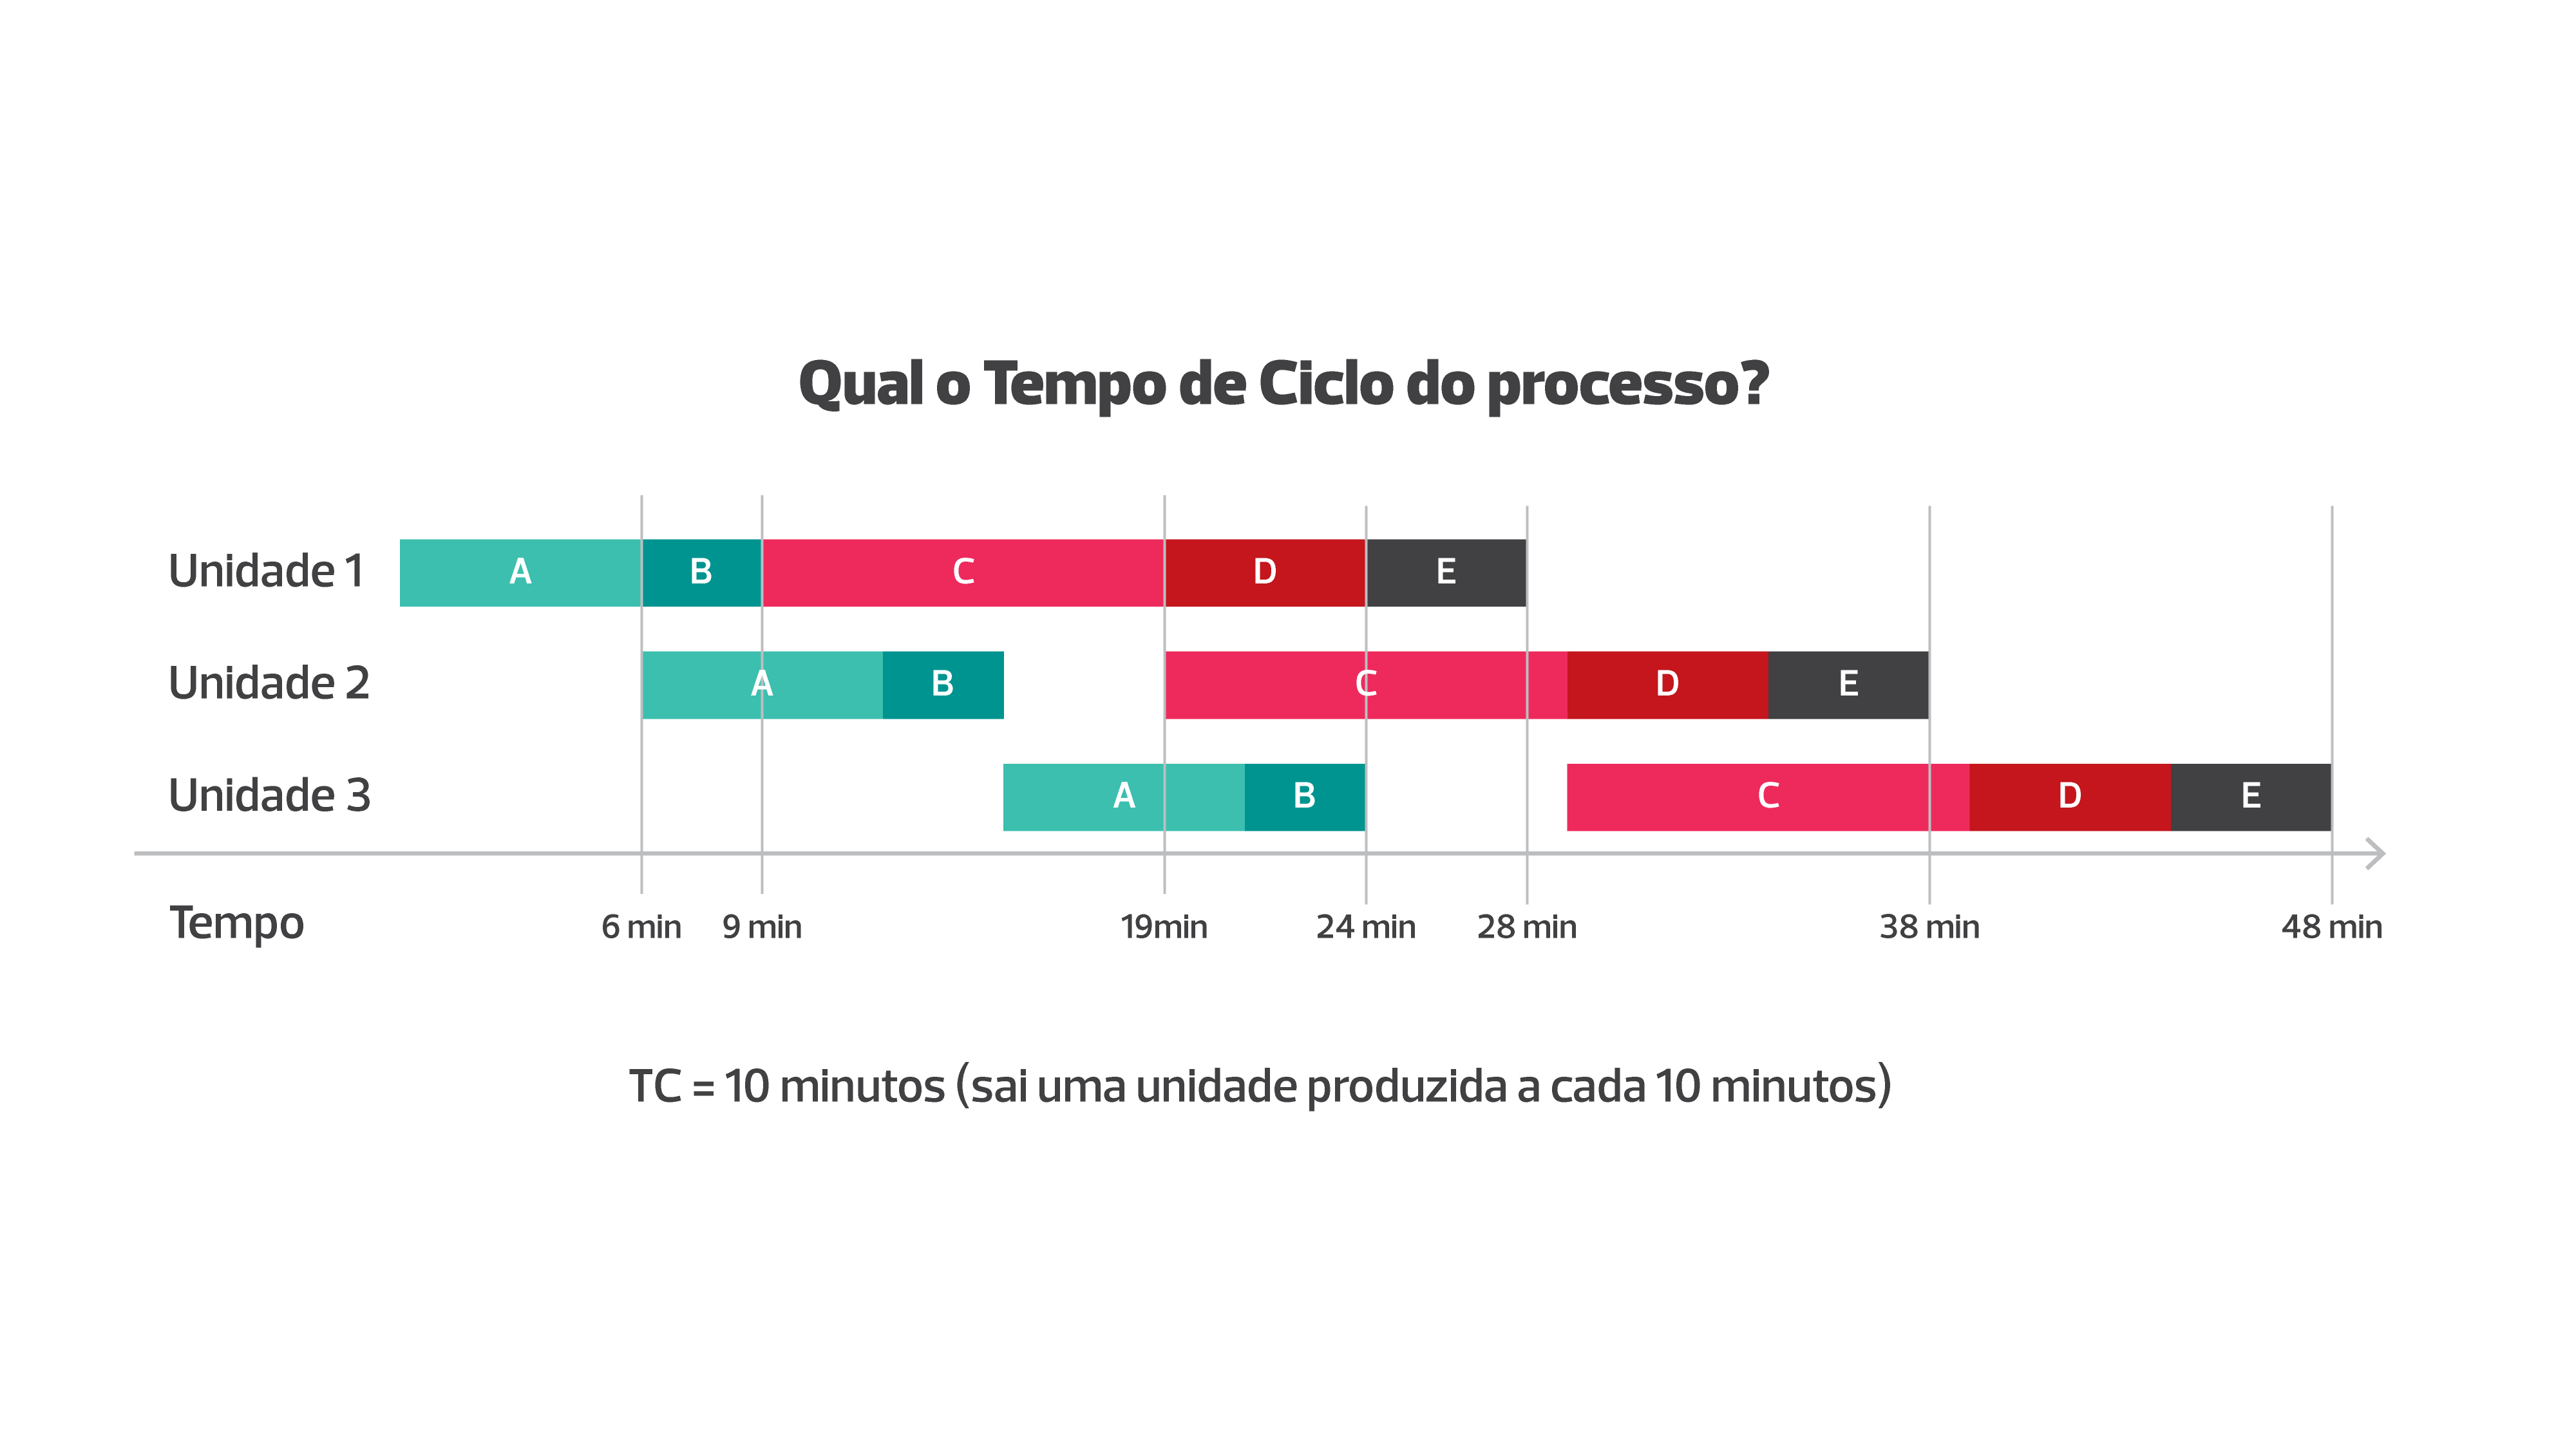 Qual o Tempo de Ciclo do processo?
Unidade 1 A B C D E
Unidade 2 A B C D E
Unidade 3 A B C D E
Tempo 6 min 9 min 19min 24 min 28 min 38 min 48 min
TC = 10 minutos (sai uma unidade produzida a cada 10 minutos)